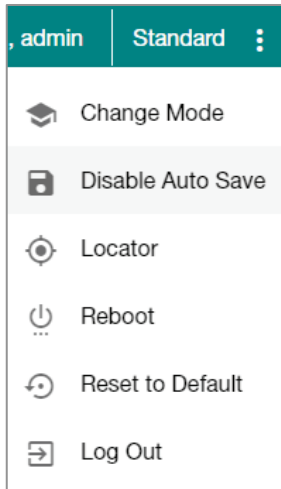 , admin Standard
Change Mode
Disable Auto Save
Locator
Reboot
Reset to Default
Log Out